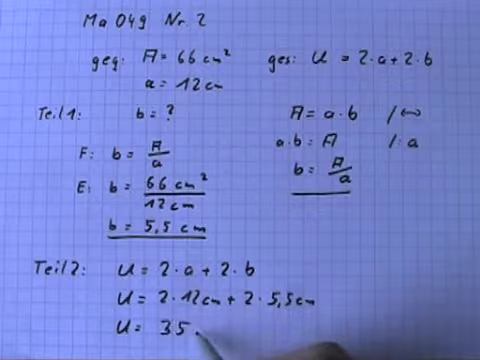 Ma 049 Nr. 2
geg: A = 66 cm² ges: U = 2·a + 2·b
a = 12 cm
Teil 1: b = ? A = a·b /↔
a·b = A /: a
F: b = A/a b = A/a
E: b = 66 cm²/12 cm
b = 5,5 cm
Teil 2: U = 2·a + 2·b
U = 2·12 cm + 2·5,5 cm
U = 35